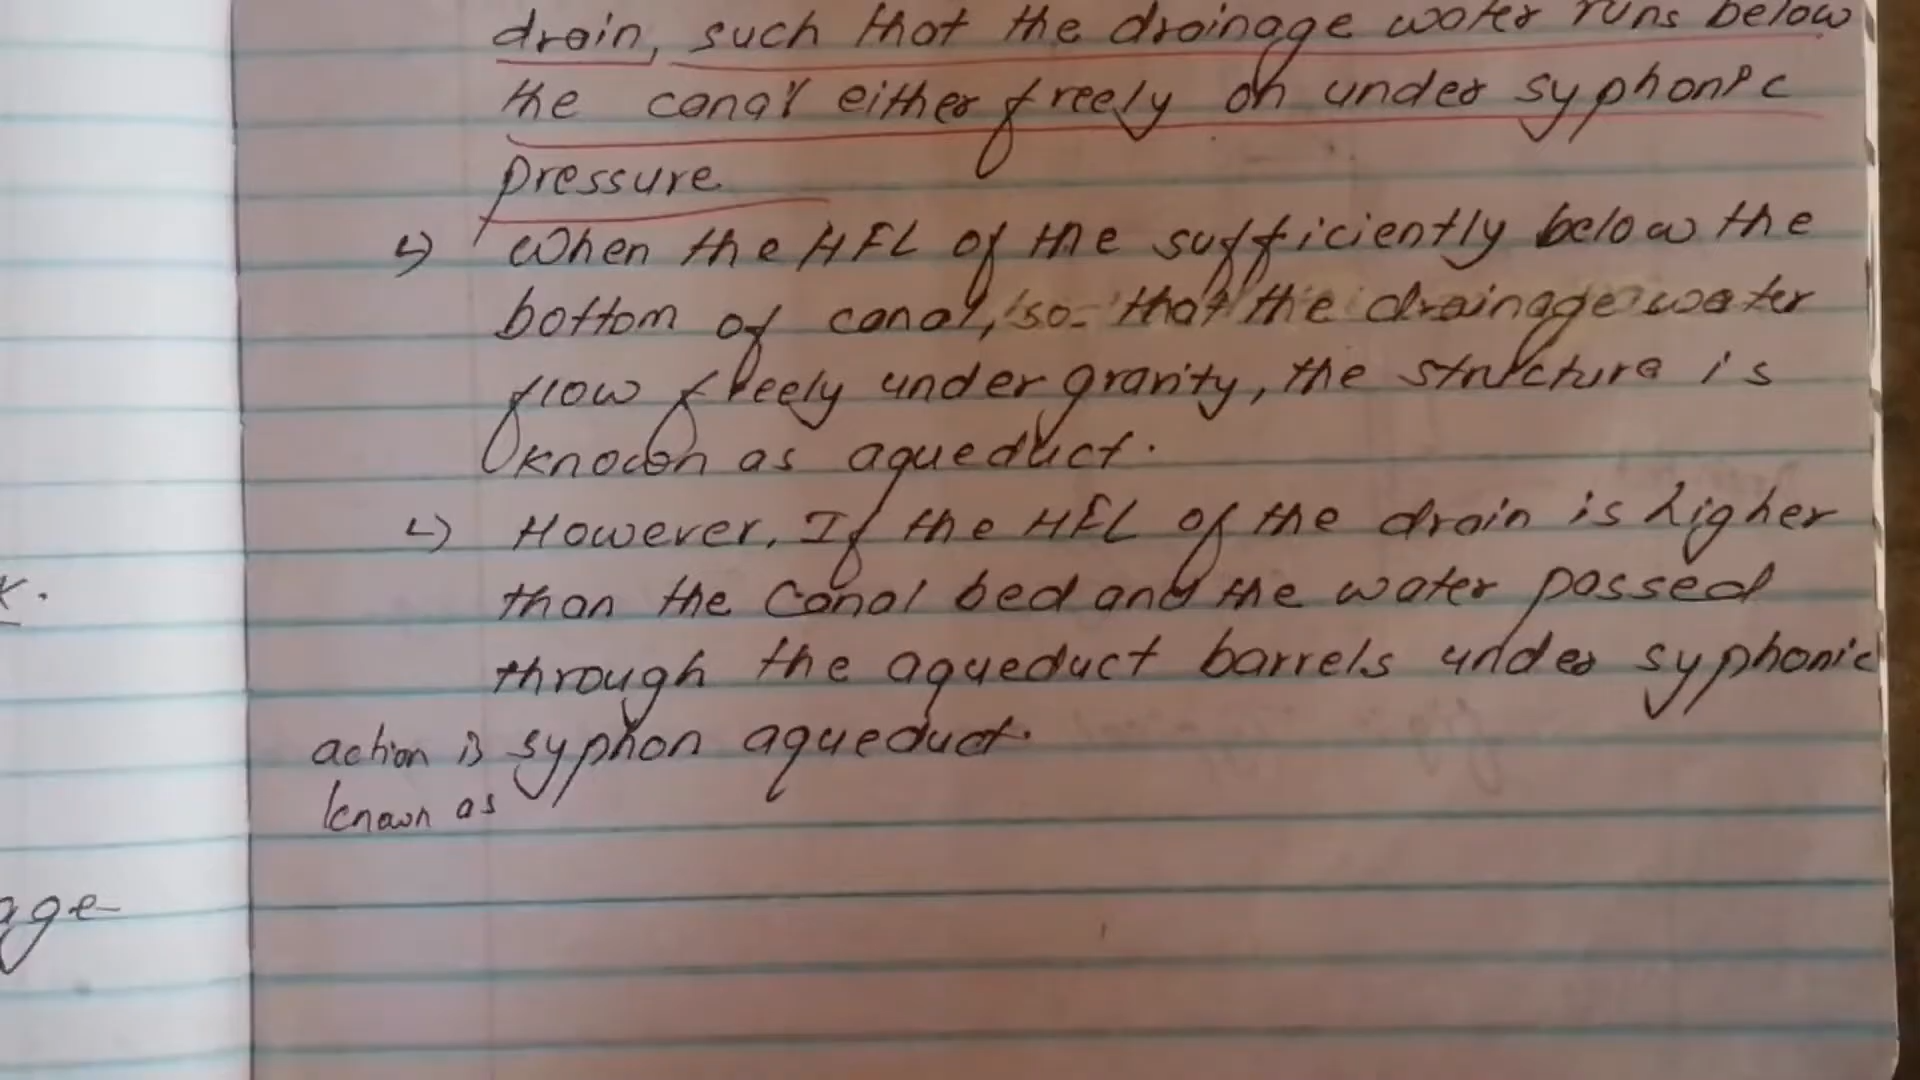 drain, such that the drainage water runs below
the canal either freely or under syphonic
pressure.
↳ When the HFL of the sufficiently below the
bottom of canal, so that the drainage water
flow freely under gravity, the structure is
known as aqueduct.
↳ However, If the HFL of the drain is higher
than the canal bed and the water passed
through the aqueduct barrels under syphonic
action is syphon aqueduct.
known as
age